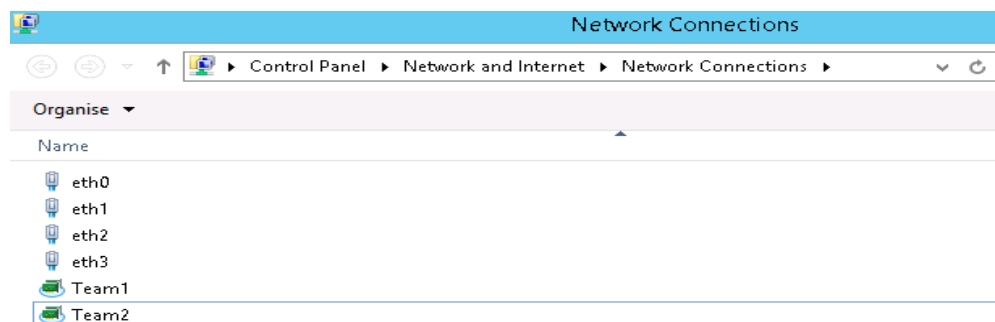 Network Connections
Control Panel Network and Internet Network Connections
Organise
Name
eth0
eth1
eth2
eth3
Team1
Team2